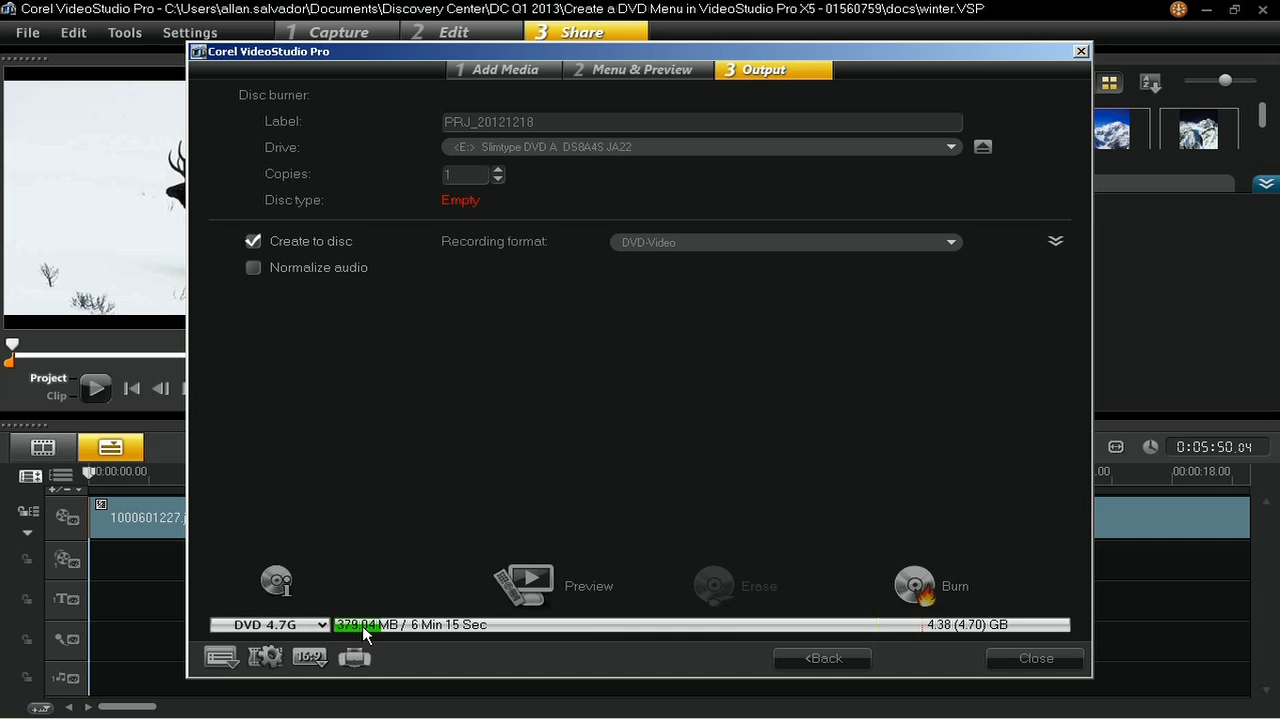 Corel VideoStudio Pro - C:\Users\allan.salvador\Documents\Discovery Center\DC Q1 2013\Create a DVD Menu in VideoStudio Pro X5 - 01560759\docs\winter.VSP
File Edit Tools Settings 1 Capture 2 Edit 3 Share
Corel VideoStudio Pro
1 Add Media 2 Menu & Preview 3 Output
Disc burner:
Label: PRJ_20121218
Drive: <E:> Slimtype DVD A DS8A4S JA22
Copies: 1
Disc type: Empty
Create to disc Recording format: DVD-Video
Normalize audio
Project
Clip
0:05:50.04
0:00:00.00 .00 00:00:18.00
1000601227.j
Preview Erase Burn
DVD 4.7G 379.04 MB / 6 Min 15 Sec 4.38 (4.70) GB
16:9 <Back Close